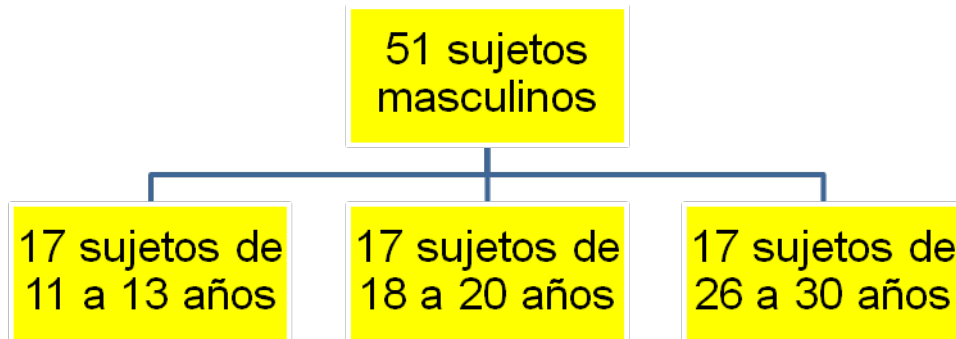 51 sujetos
masculinos
17 sujetos de
11 a 13 años
17 sujetos de
18 a 20 años
17 sujetos de
26 a 30 años